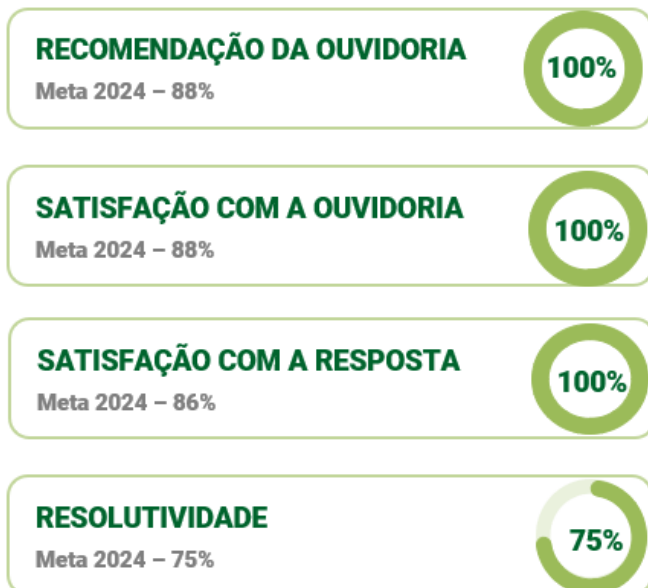 RECOMENDAÇÃO DA OUVIDORIA
100%
Meta 2024 – 88%
SATISFAÇÃO COM A OUVIDORIA
100%
Meta 2024 – 88%
SATISFAÇÃO COM A RESPOSTA
100%
Meta 2024 – 86%
RESOLUTIVIDADE
75%
Meta 2024 – 75%